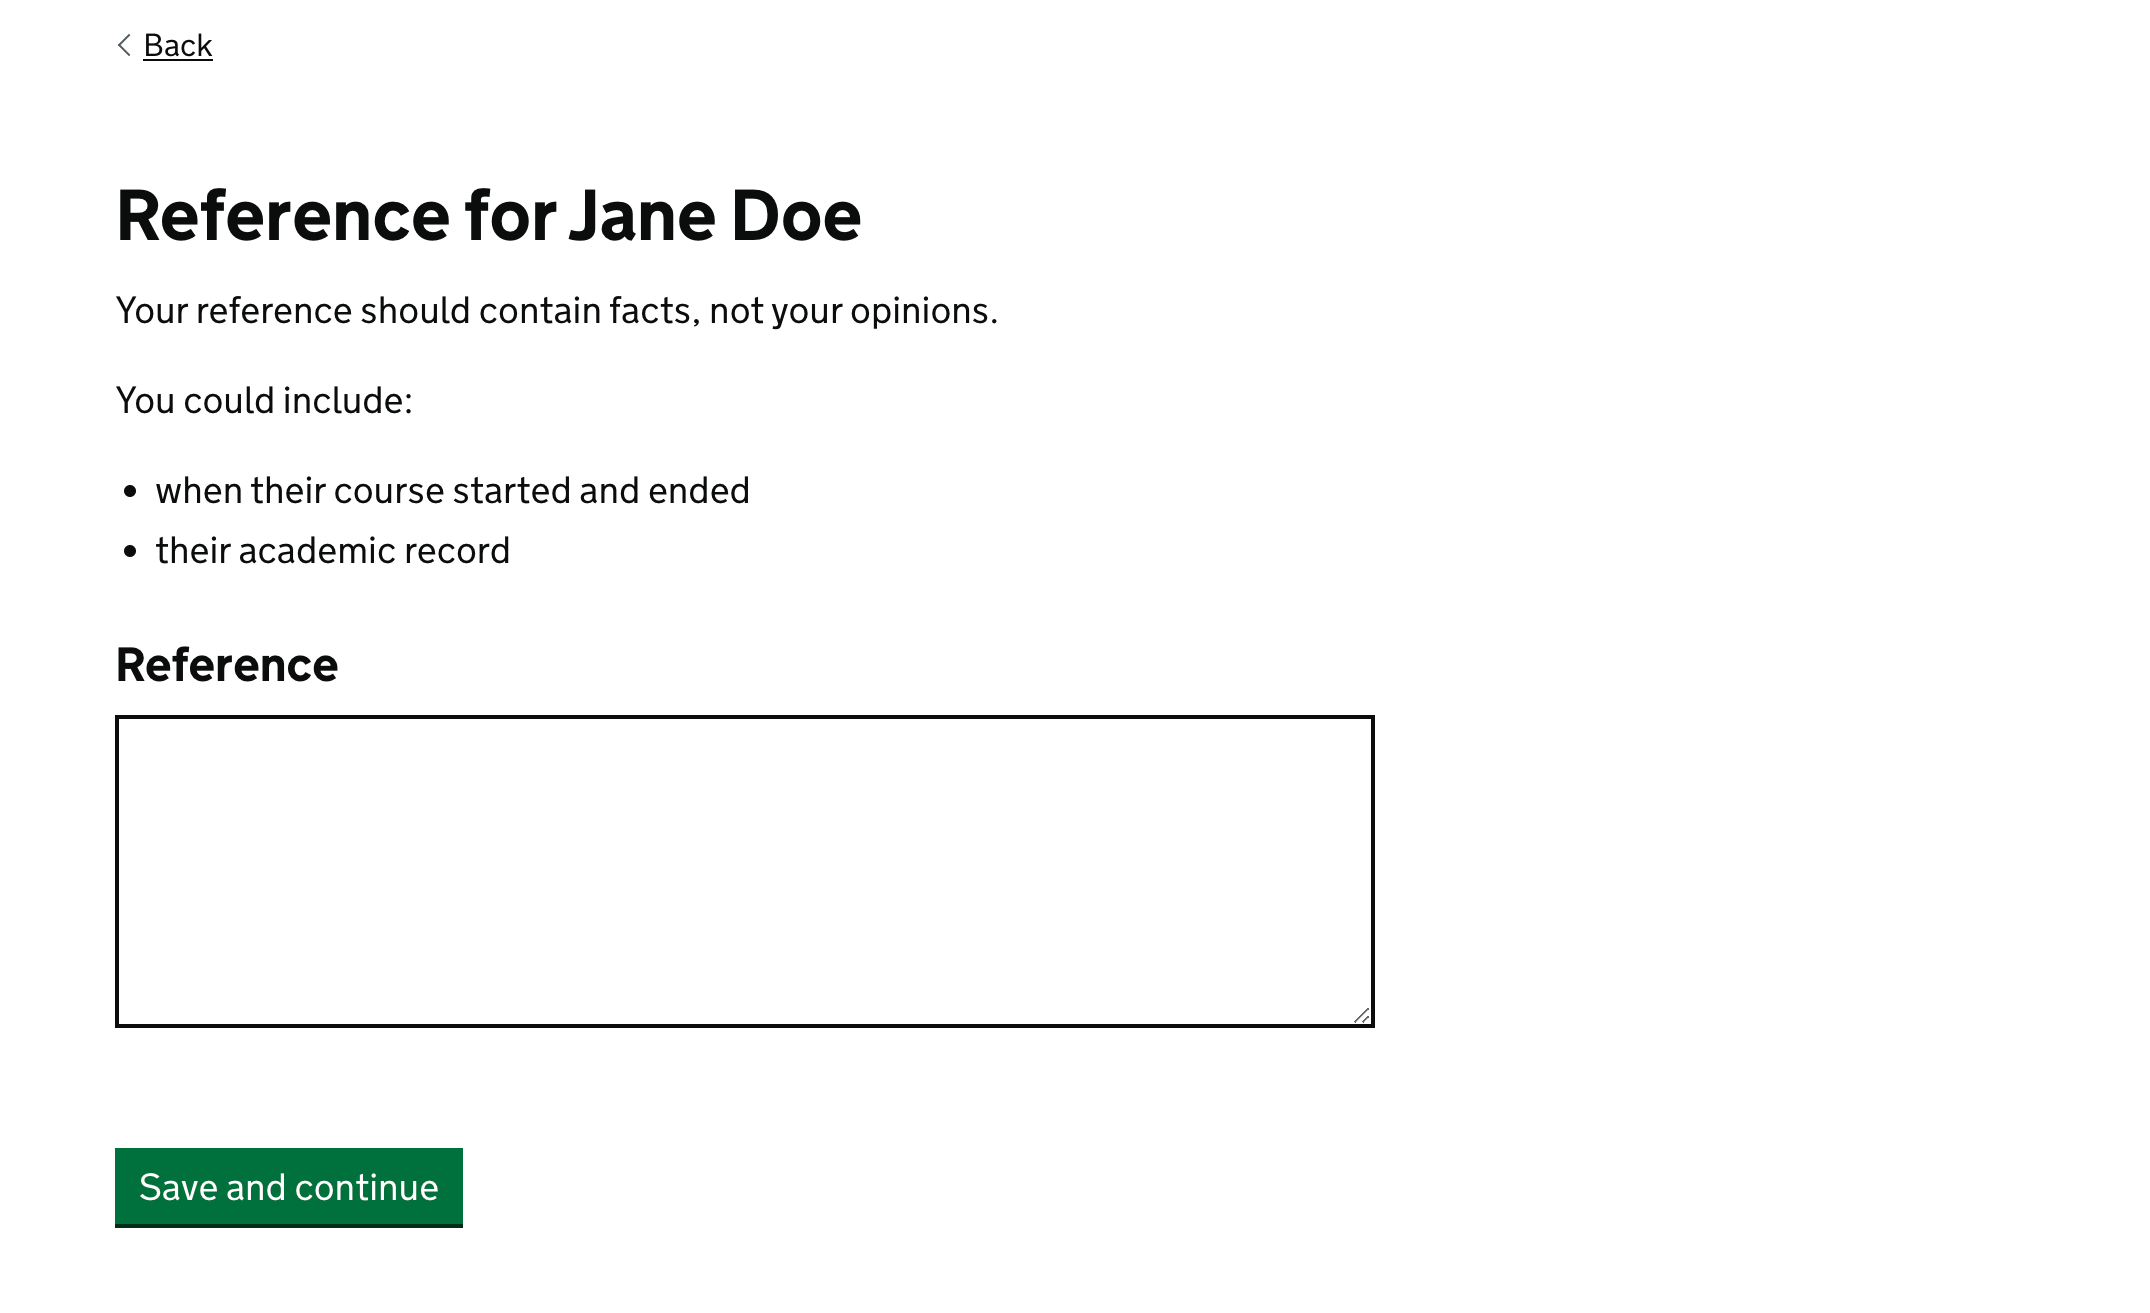 Back
Reference for Jane Doe
Your reference should contain facts, not your opinions.
You could include:
• when their course started and ended
• their academic record
Reference
Save and continue